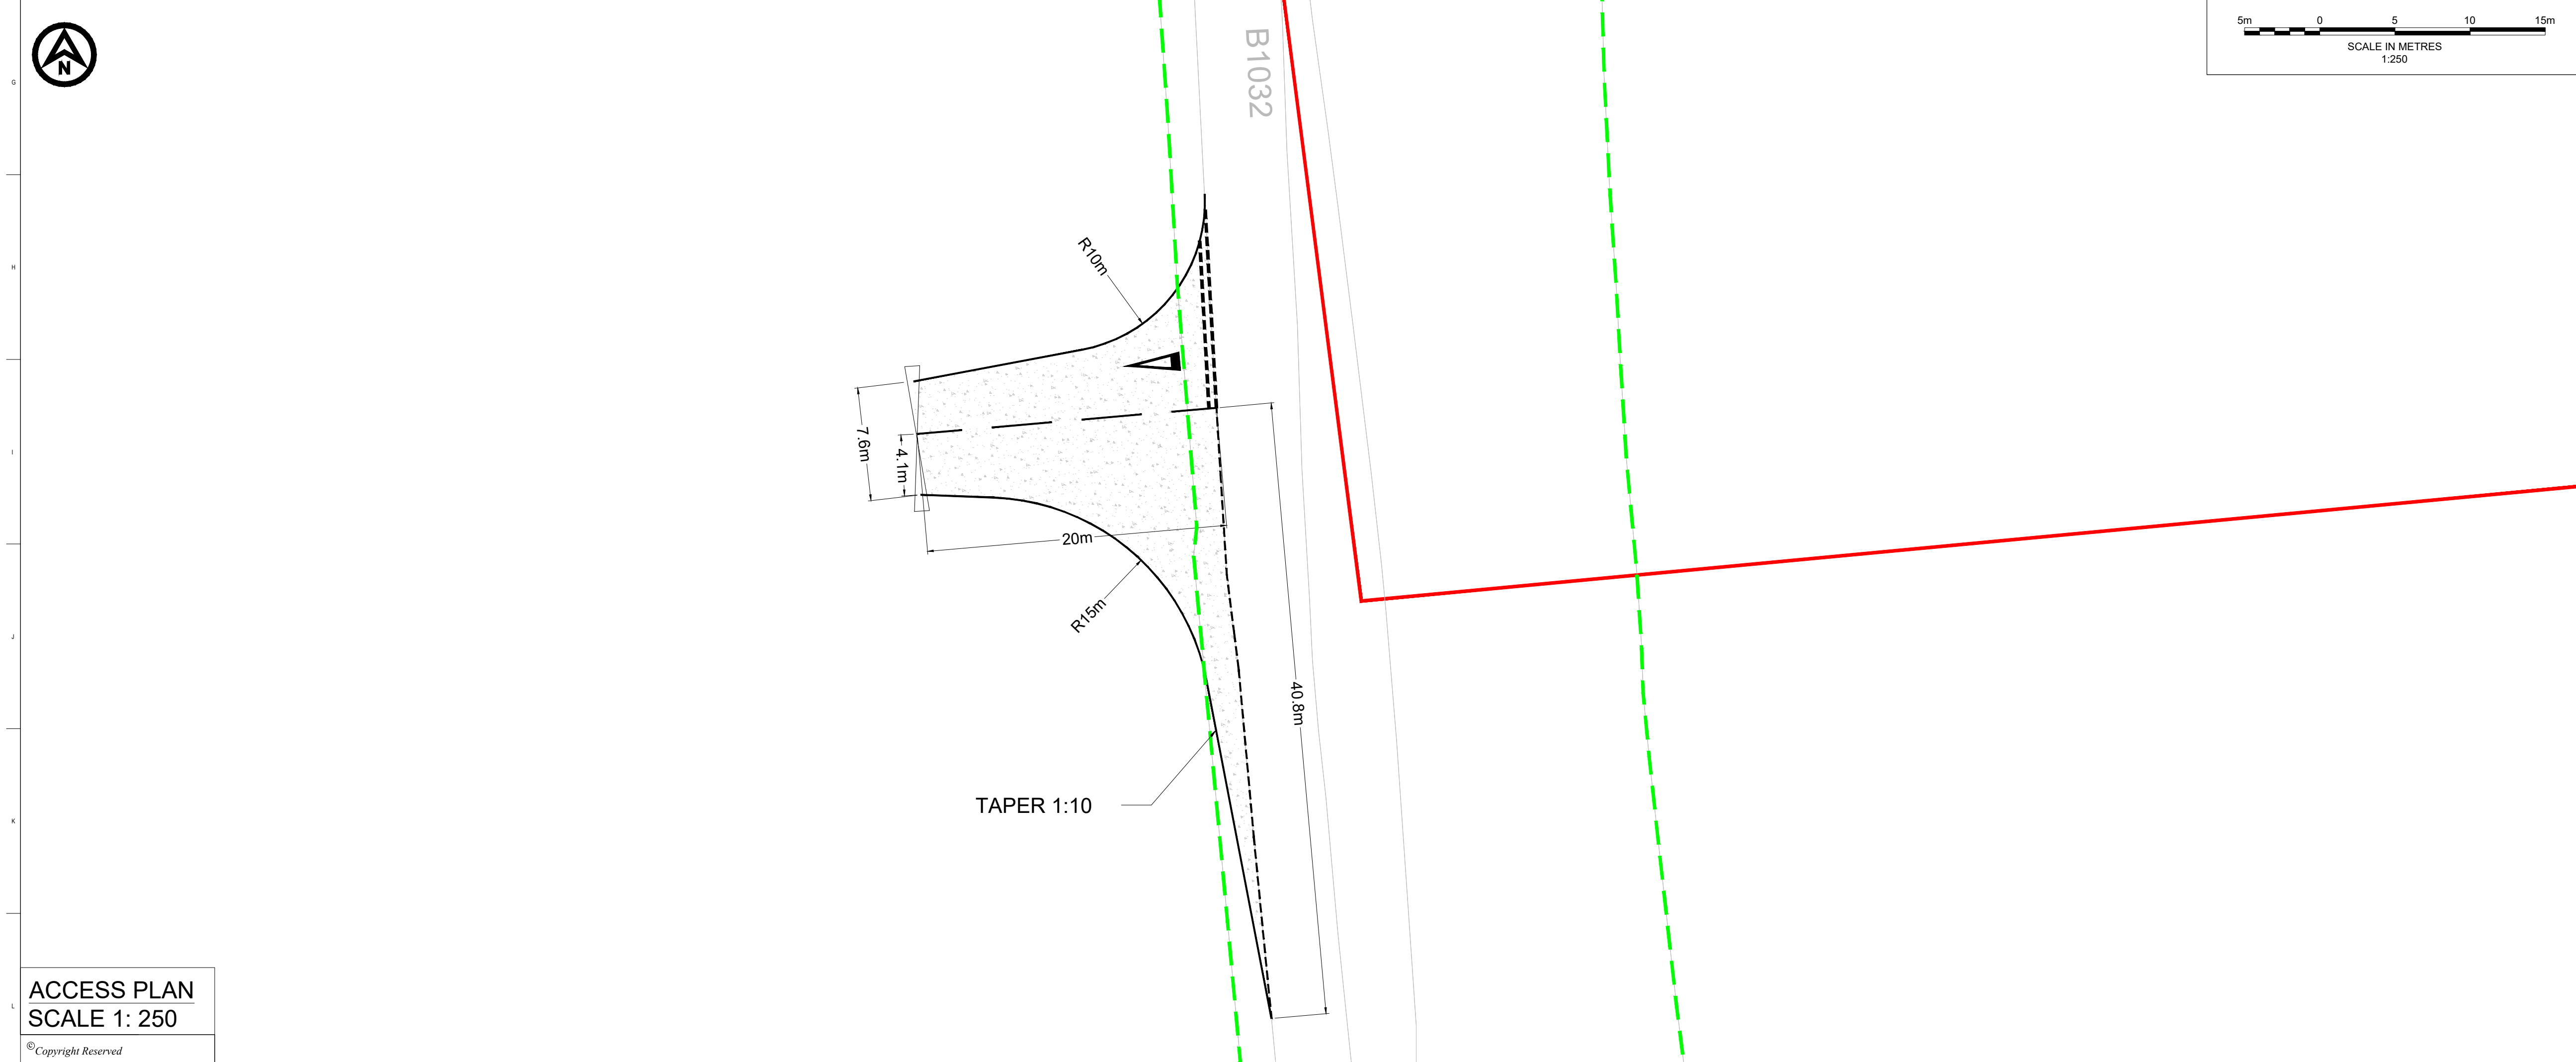 N
B1032
5m 0 5 10 15m
SCALE IN METRES
1:250
G
H
I
J
K
L
R10m
7.6m
4.1m
20m
R15m
40.8m
TAPER 1:10
ACCESS PLAN
SCALE 1: 250
©Copyright Reserved